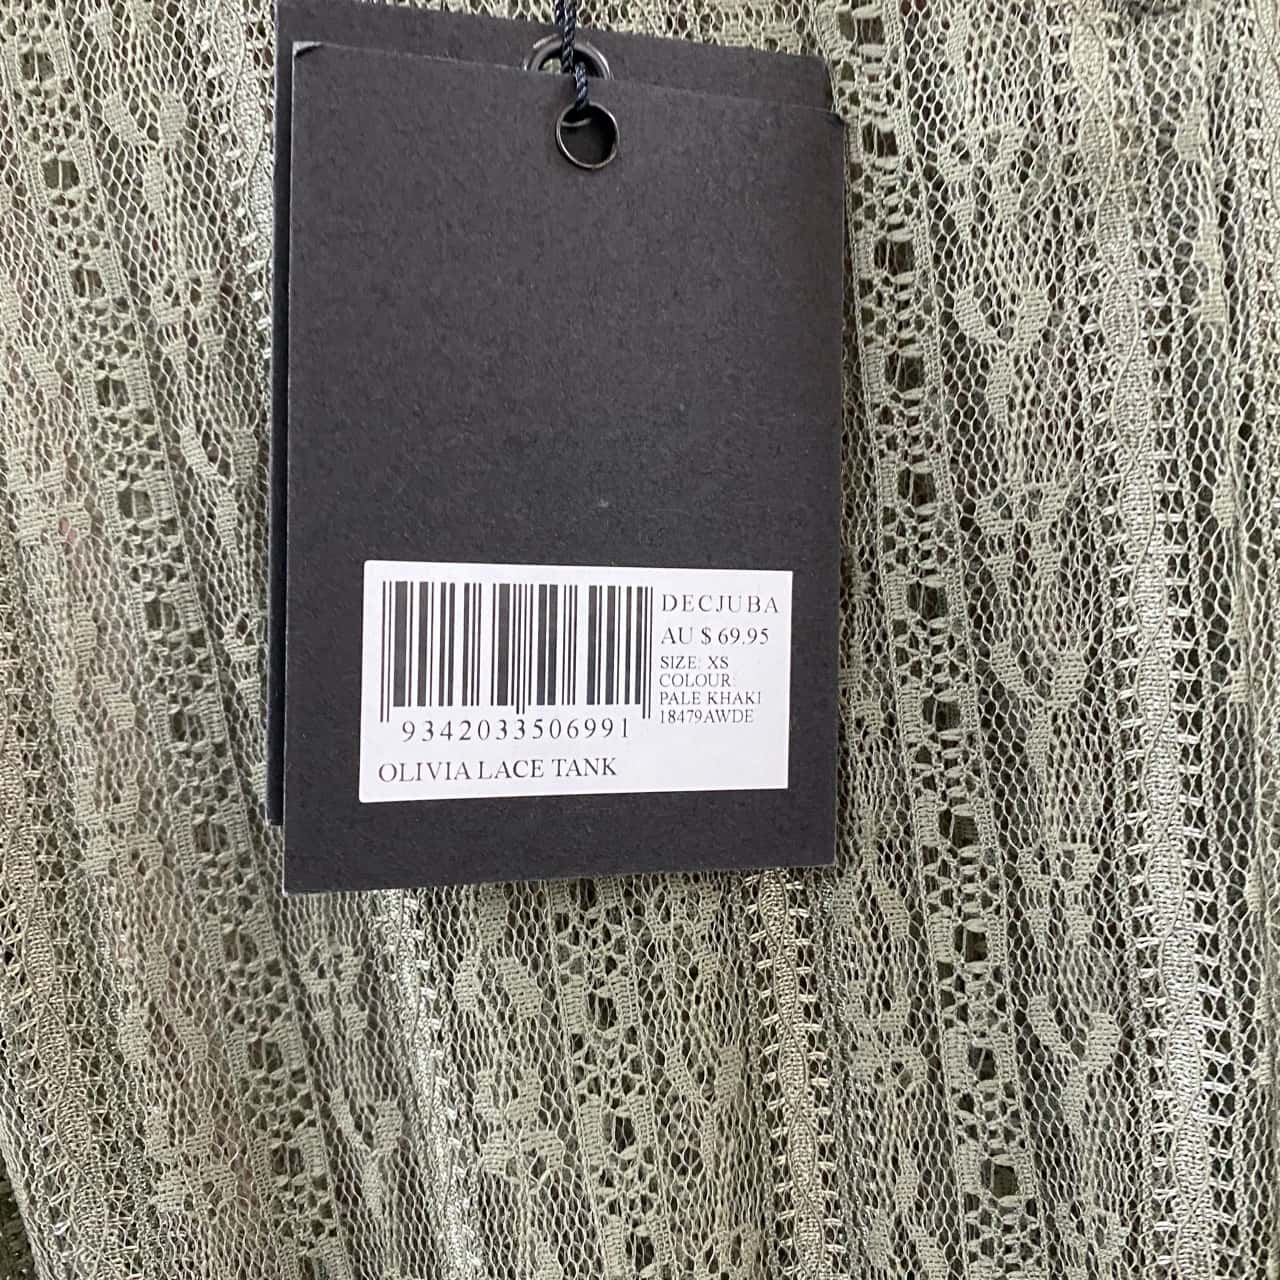 DECJUBA
AU $ 69.95
SIZE: XS
COLOUR:
PALE KHAKI
18479AWDE
9342033506991
OLIVIA LACE TANK